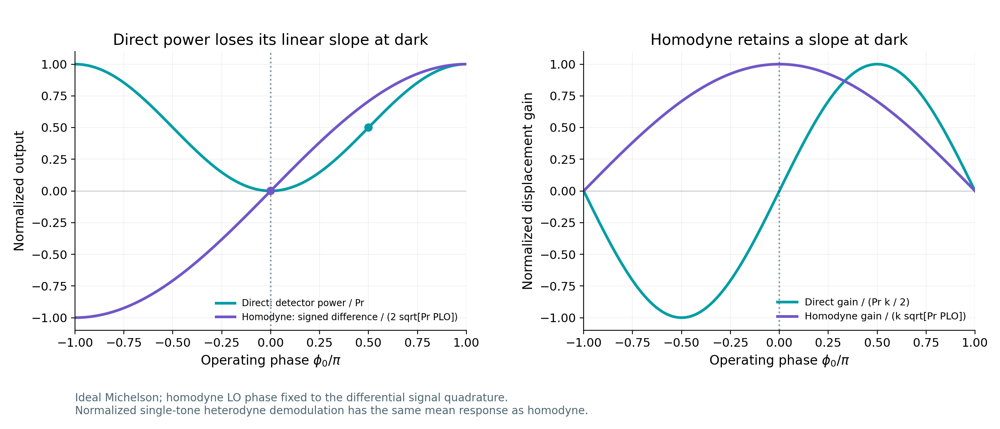 Direct power loses its linear slope at dark
Normalized output
1.00
0.75
0.50
0.25
0.00
−0.25
−0.50
−0.75
−1.00
Direct: detector power / Pr
Homodyne: signed difference / (2 sqrt[Pr PLO])
−1.00 −0.75 −0.50 −0.25 0.00 0.25 0.50 0.75 1.00
Operating phase ϕ₀/π
Homodyne retains a slope at dark
Normalized displacement gain
1.00
0.75
0.50
0.25
0.00
−0.25
−0.50
−0.75
−1.00
Direct gain / (Pr k / 2)
Homodyne gain / (k sqrt[Pr PLO])
−1.00 −0.75 −0.50 −0.25 0.00 0.25 0.50 0.75 1.00
Operating phase ϕ₀/π
Ideal Michelson; homodyne LO phase fixed to the differential signal quadrature.
Normalized single-tone heterodyne demodulation has the same mean response as homodyne.